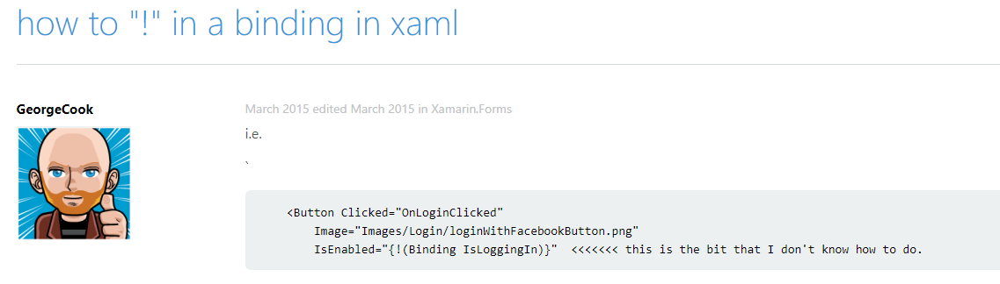 how to "!" in a binding in xaml
GeorgeCook
March 2015 edited March 2015 in Xamarin.Forms
i.e.
`
<Button Clicked="OnLoginClicked"
Image="Images/Login/loginWithFacebookButton.png"
IsEnabled="{!(Binding IsLoggingIn)}" <<<<<<< this is the bit that I don't know how to do.